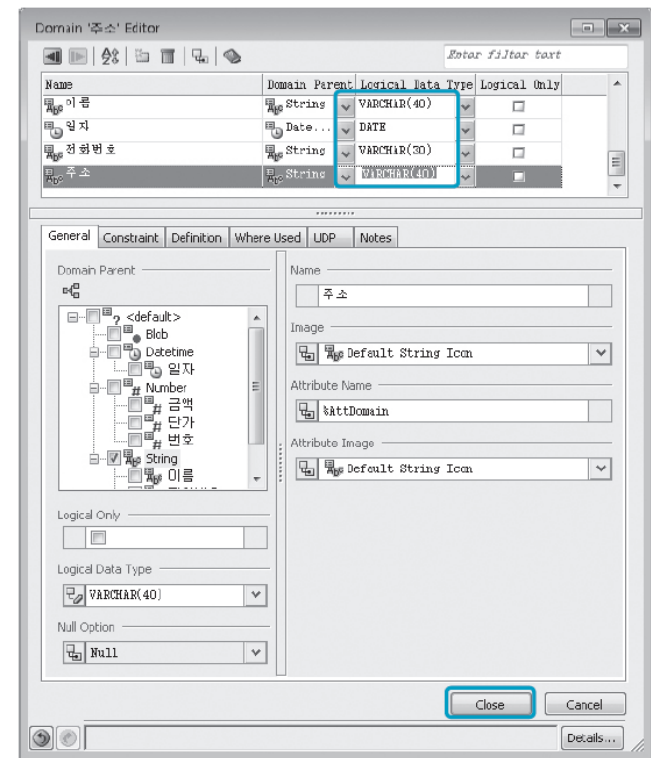 Domain '주소' Editor
Enter filter text
Name Domain Parent Logical Data Type Logical Only
이름 String VARCHAR(40)
일자 Date... DATE
전화번호 String VARCHAR(30)
주소 String VARCHAR(40)
General Constraint Definition Where Used UDP Notes
Domain Parent
<default>
Blob
Datetime
일자
Number
금액
단가
번호
String
이름
Logical Only
Logical Data Type
VARCHAR(40)
Null Option
Null
Name
주소
Image
Default String Icon
Attribute Name
%AttDomain
Attribute Image
Default String Icon
Close Cancel
Details...